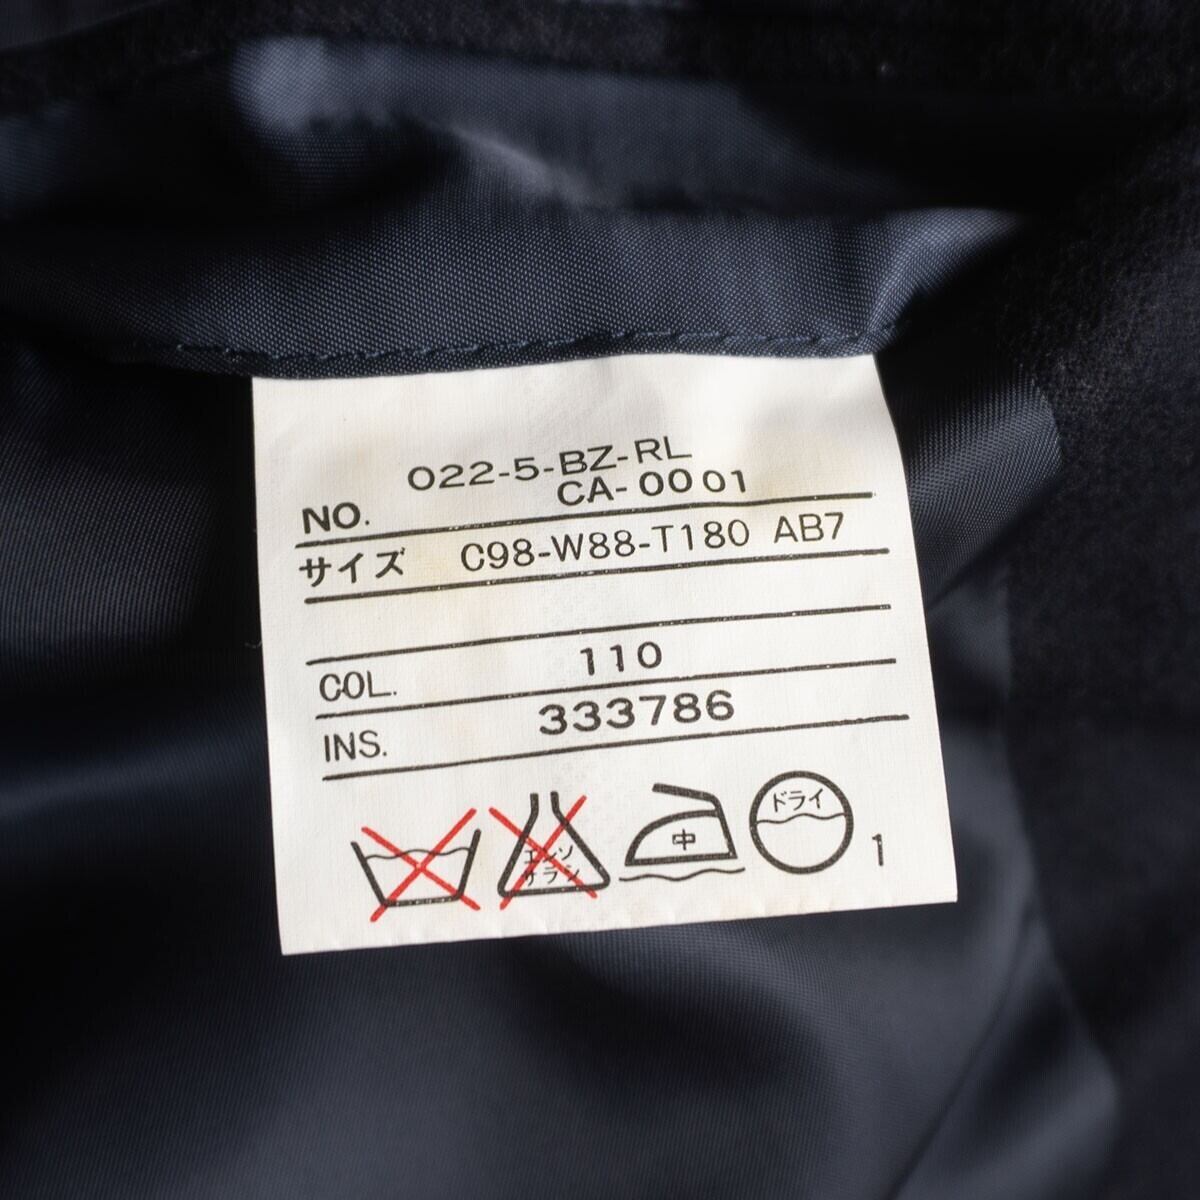 NO. O22-5-BZ-RL
CA-0001
サイズ C98-W88-T180 AB7
COL. 110
INS. 333786
エンソ
サラシ
中
ドライ
1